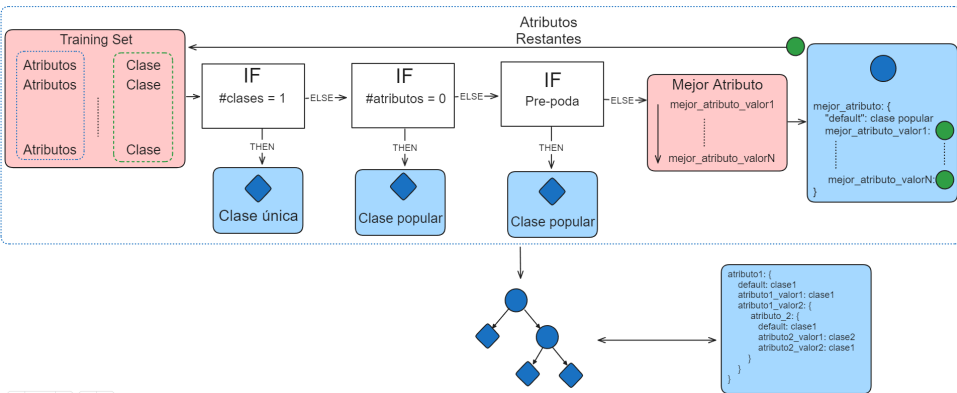 Atributos
Restantes
Training Set
Atributos Clase
Atributos Clase
Atributos Clase
IF
#clases = 1
ELSE
THEN
Clase única
IF
#atributos = 0
ELSE
THEN
Clase popular
IF
Pre-poda
ELSE
THEN
Clase popular
Mejor Atributo
mejor_atributo_valor1
mejor_atributo_valorN
mejor_atributo: {
"default": clase popular
mejor_atributo_valor1:
mejor_atributo_valorN:
}
atributo1: {
default: clase1
atributo1_valor1: clase1
atributo1_valor2: {
atributo_2: {
default: clase1
atributo2_valor1: clase2
atributo2_valor2: clase1
}
}
}